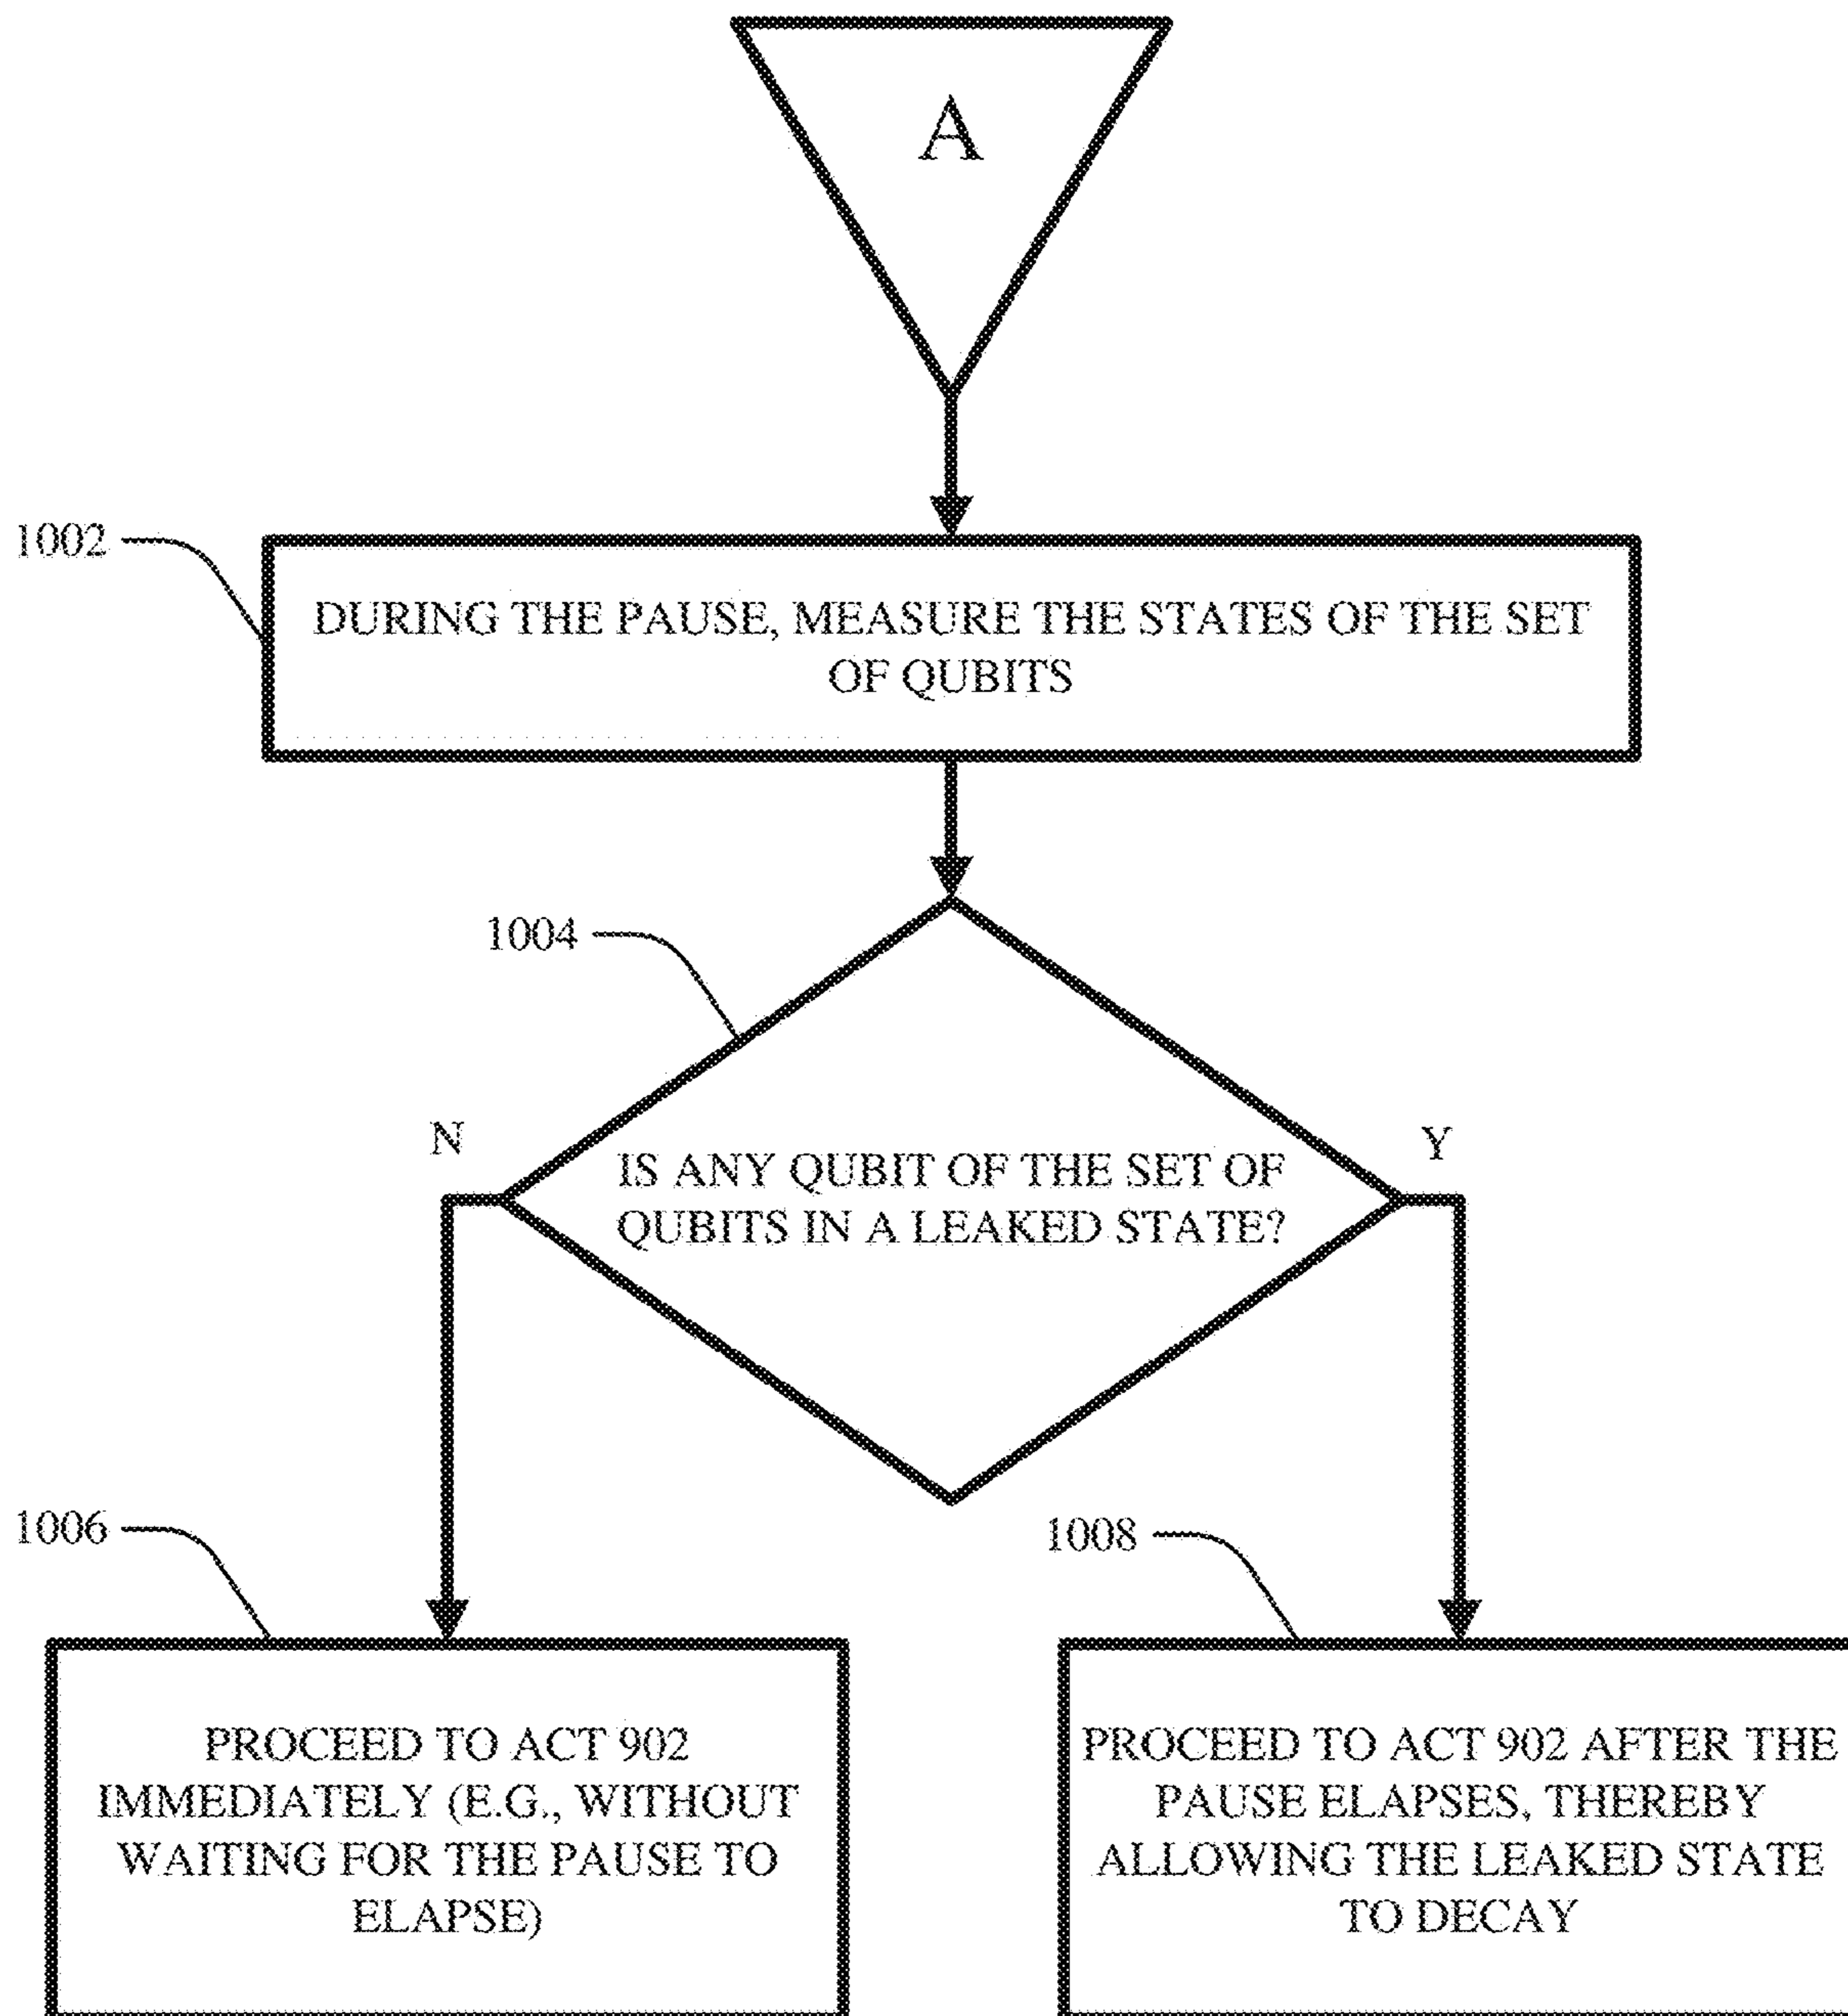 A
1002
DURING THE PAUSE, MEASURE THE STATES OF THE SET
OF QUBITS
1004
N
Y
IS ANY QUBIT OF THE SET OF
QUBITS IN A LEAKED STATE?
1006
1008
PROCEED TO ACT 902
IMMEDIATELY (E.G., WITHOUT
WAITING FOR THE PAUSE TO
ELAPSE)
PROCEED TO ACT 902 AFTER THE
PAUSE ELAPSES, THEREBY
ALLOWING THE LEAKED STATE
TO DECAY